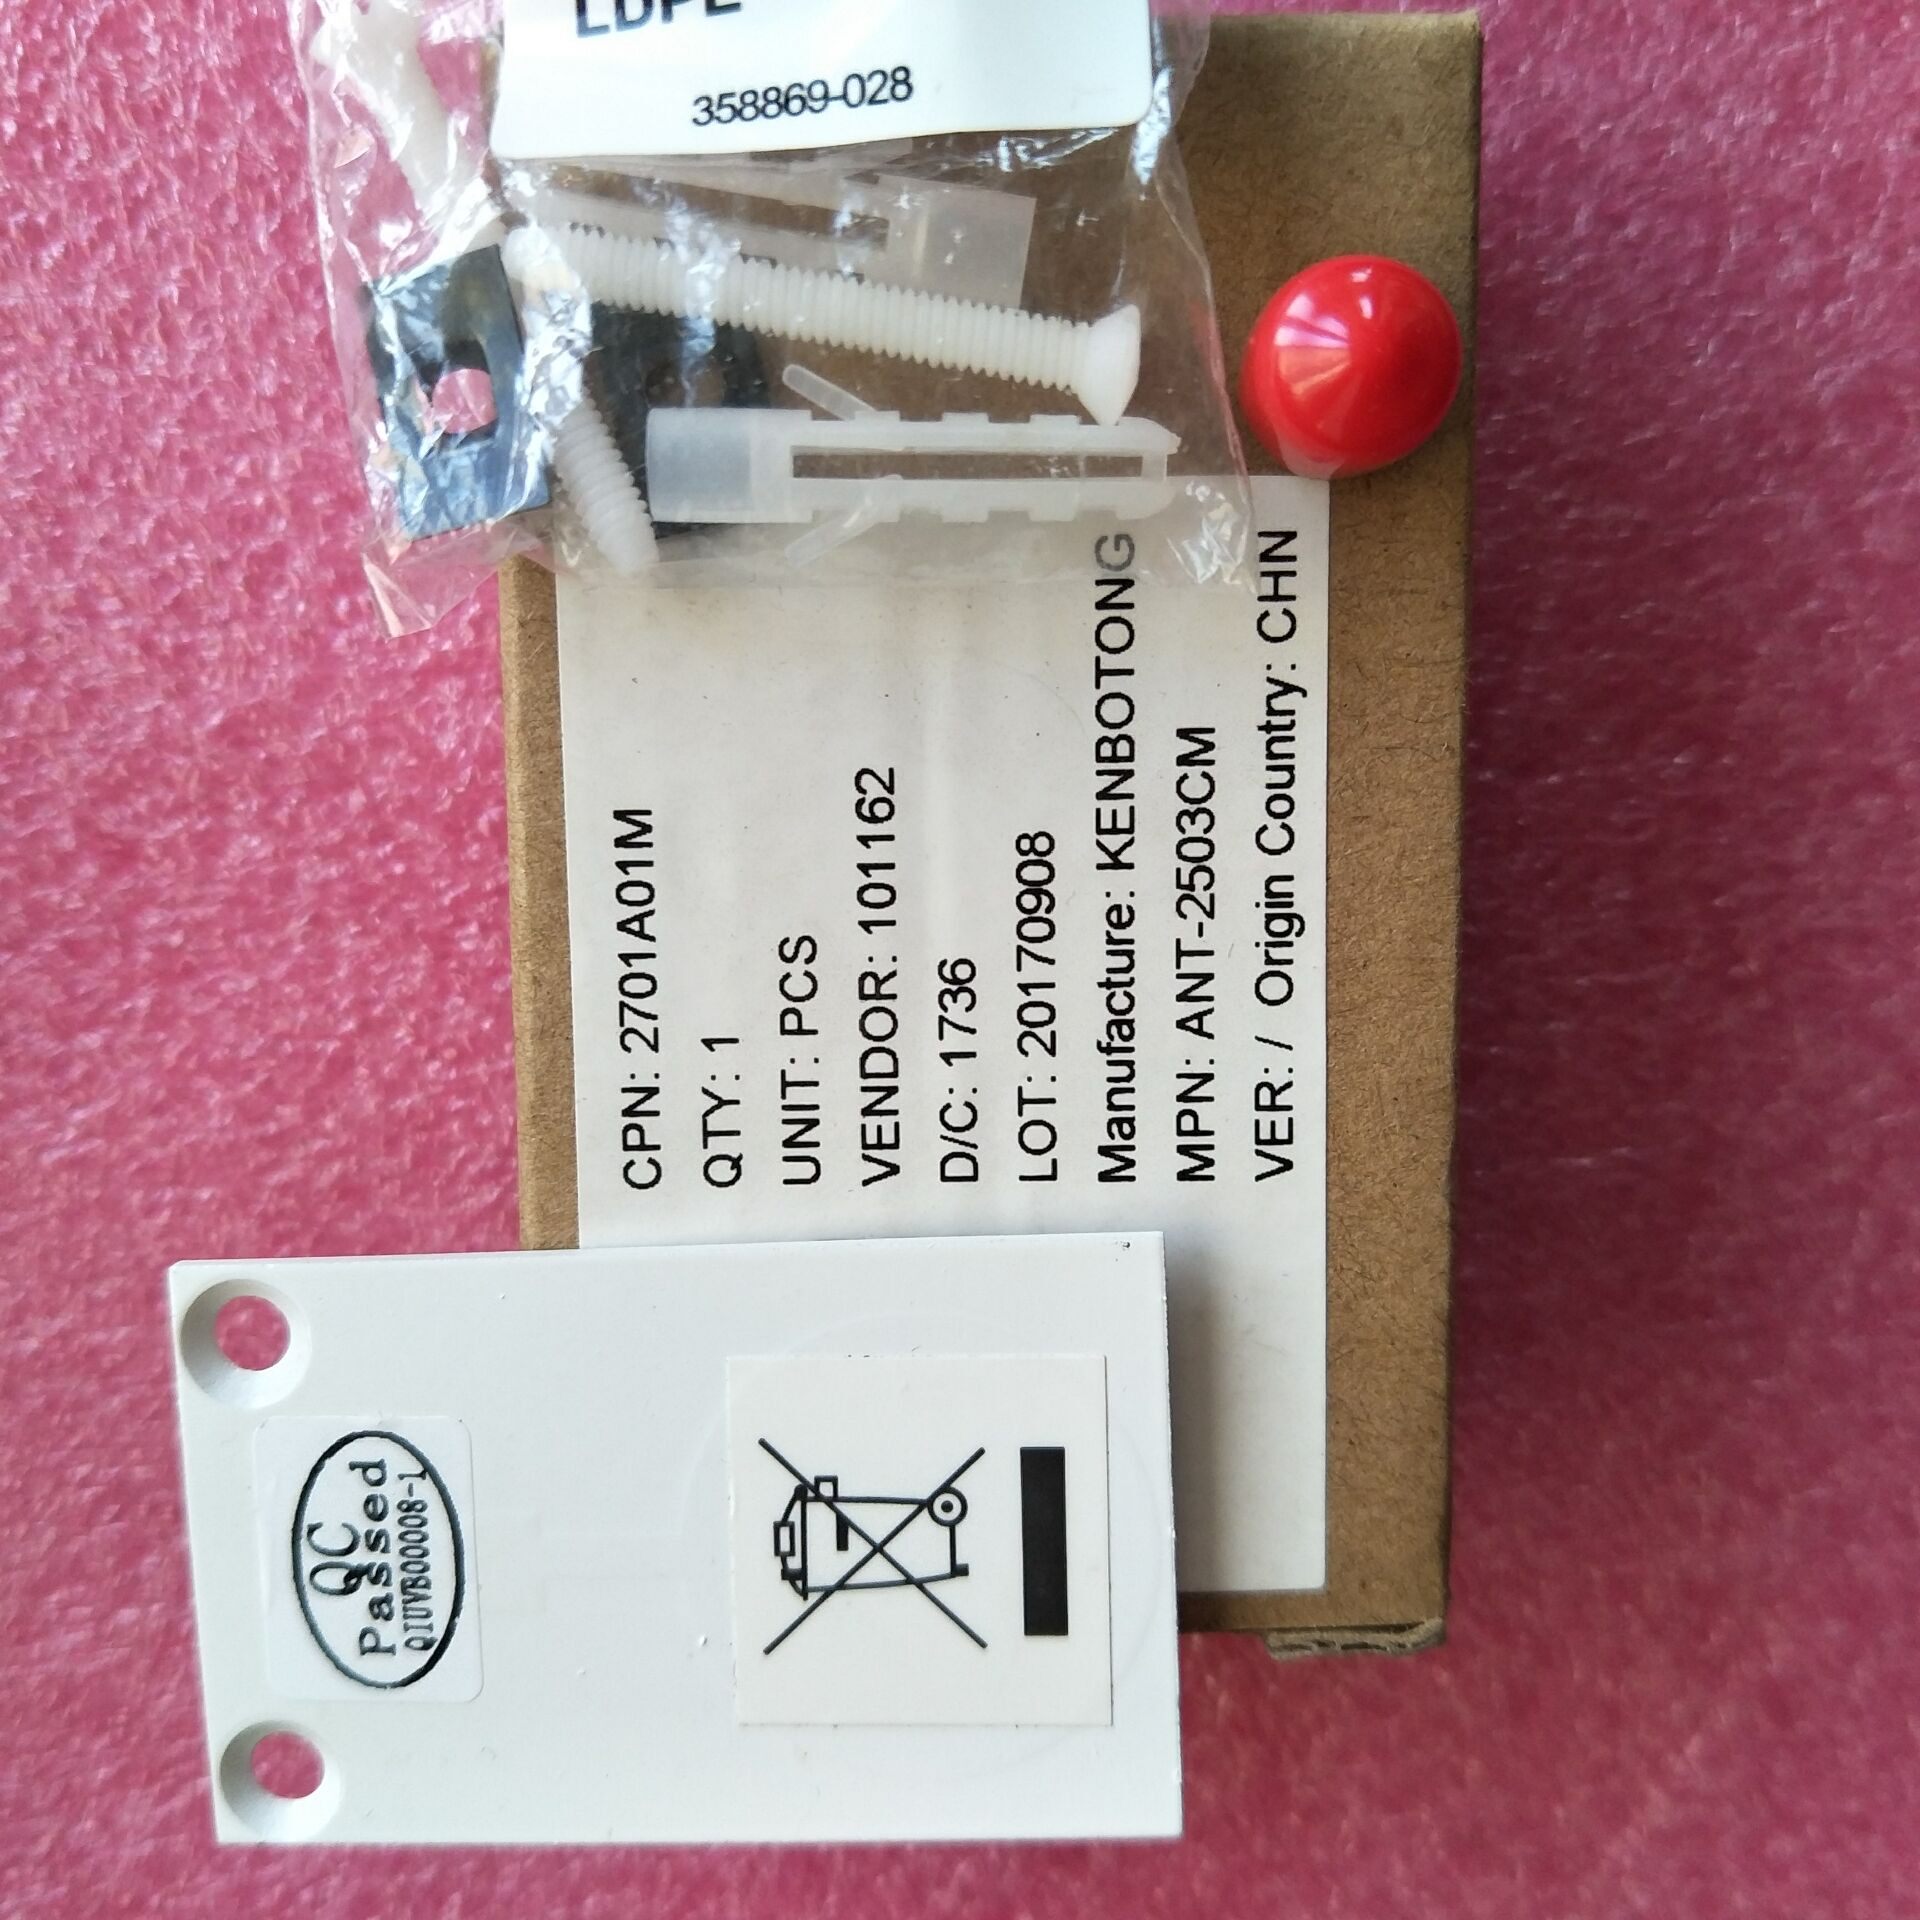 LDPE
358869-028
CPN: 2701A01M
QTY: 1
UNIT: PCS
VENDOR: 101162
D/C: 1736
LOT: 20170908
Manufacture: KENBOTONG
MPN: ANT-2503CM
VER: / Origin Country: CHN
QC
Passed
QIUVB00008-1